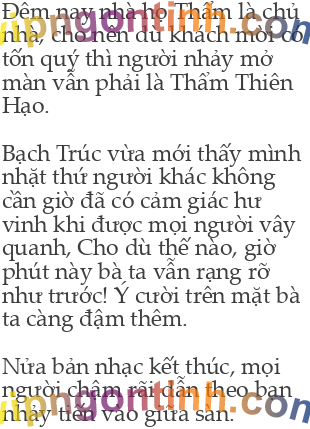 Đêm nay nhà họ Thẩm là chủ
nhà, cho nên dù khách mời có
tốn quý thì người nhảy mở
màn vẫn phải là Thẩm Thiên
Hạo.
Bạch Trúc vừa mới thấy mình
nhặt thứ người khác không
cần giờ đã có cảm giác hư
vinh khi được mọi người vây
quanh, Cho dù thế nào, giờ
phút này bà ta vẫn rạng rỡ
như trước! Ý cười trên mặt bà
ta càng đậm thêm.
Nửa bản nhạc kết thúc, mọi
người chậm rãi dẫn theo bạn
nhảy tiến vào giữa sân.